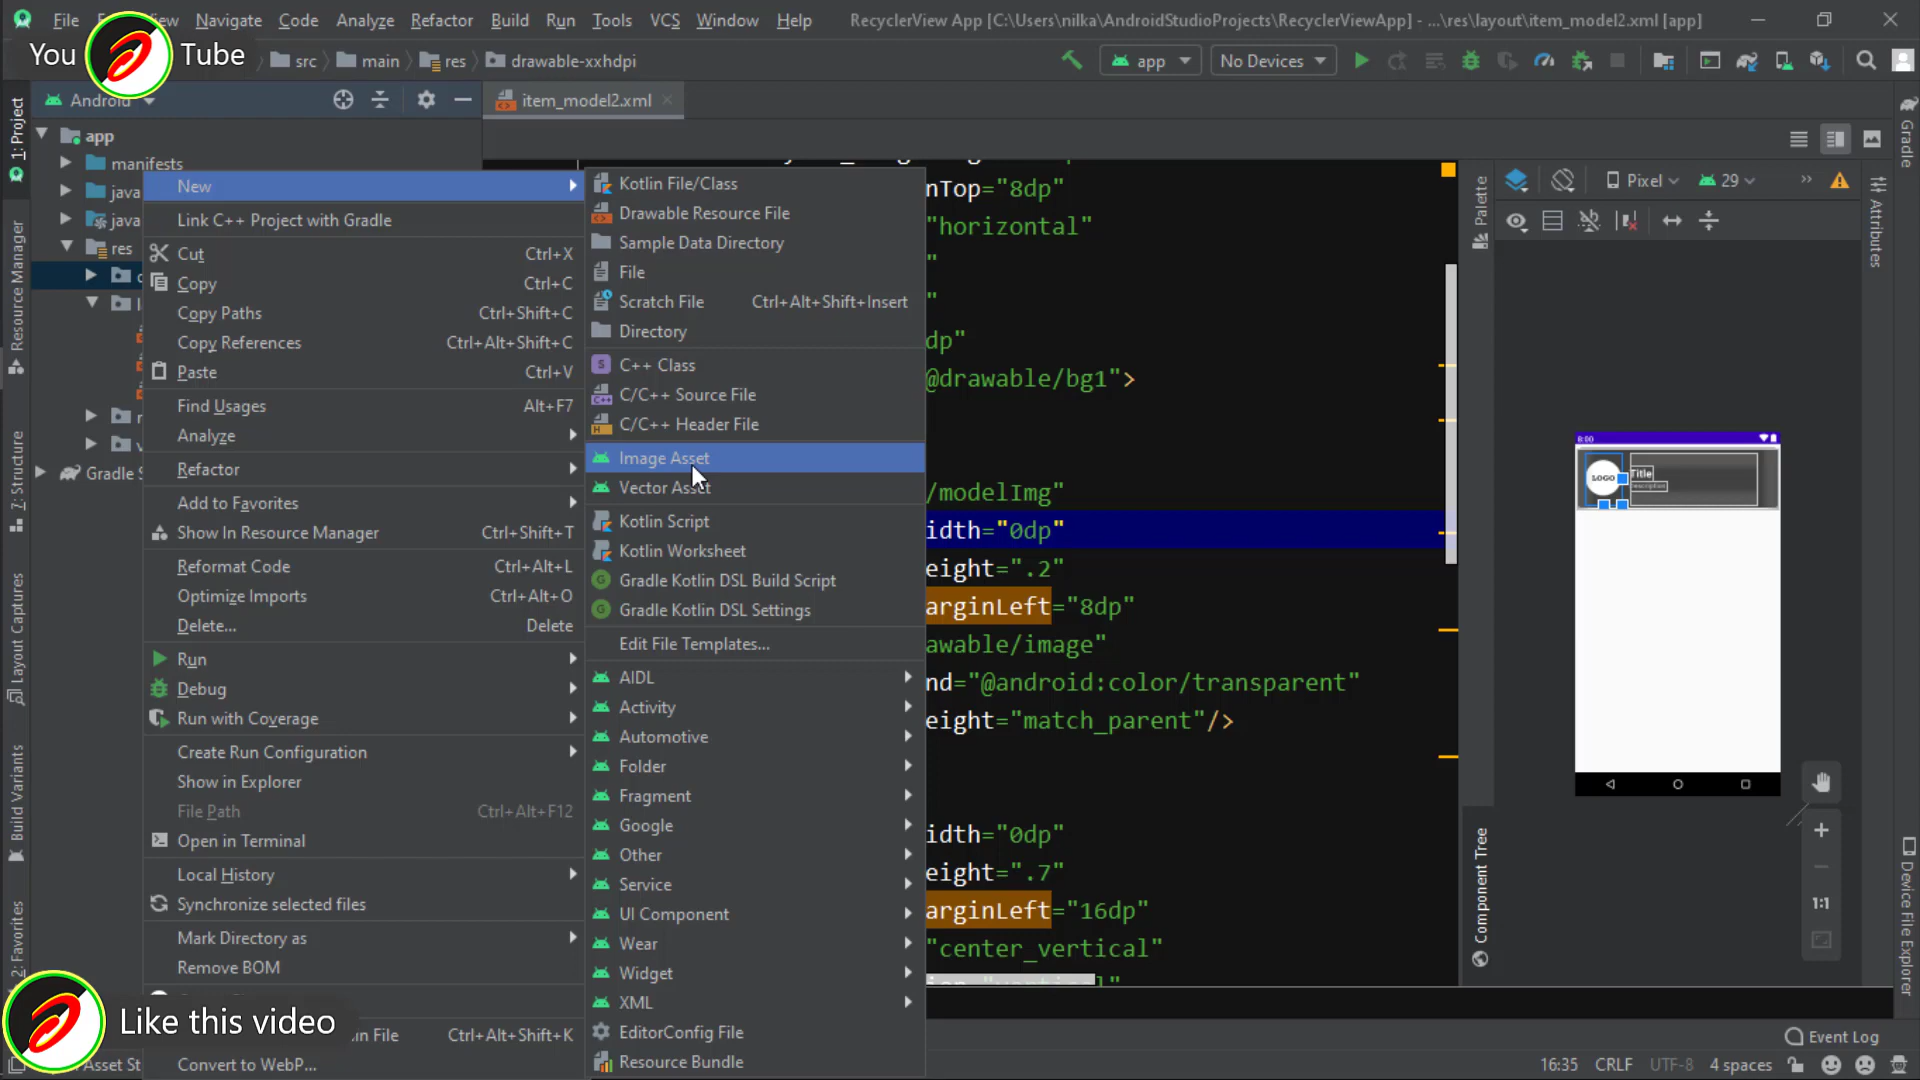 File
View
Navigate
Code
Analyze
Refactor
Build
Run
Tools
VCS
Window
Help
RecyclerView App [C:\Users\nilka\AndroidStudioProjects\RecyclerViewApp] - ...\res\layout\item_model2.xml [app]
You Tube
src
main
res
drawable-xxhdpi
app
No Devices
Android
item_model2.xml
1: Project
Resource Manager
7: Structure
Layout Captures
Build Variants
2: Favorites
app
manifests
java
java
res
Gradle S
New
Link C++ Project with Gradle
Cut Ctrl+X
Copy Ctrl+C
Copy Paths Ctrl+Shift+C
Copy References Ctrl+Alt+Shift+C
Paste Ctrl+V
Find Usages Alt+F7
Analyze
Refactor
Add to Favorites
Show In Resource Manager Ctrl+Shift+T
Reformat Code Ctrl+Alt+L
Optimize Imports Ctrl+Alt+O
Delete... Delete
Run
Debug
Run with Coverage
Create Run Configuration
Show in Explorer
File Path Ctrl+Alt+F12
Open in Terminal
Local History
Synchronize selected files
Mark Directory as
Remove BOM
in File Ctrl+Alt+Shift+K
Convert to WebP...
Like this video
Asset St
Kotlin File/Class
Drawable Resource File
Sample Data Directory
File
Scratch File Ctrl+Alt+Shift+Insert
Directory
C++ Class
C/C++ Source File
C/C++ Header File
Image Asset
Vector Asset
Kotlin Script
Kotlin Worksheet
Gradle Kotlin DSL Build Script
Gradle Kotlin DSL Settings
Edit File Templates...
AIDL
Activity
Automotive
Folder
Fragment
Google
Other
Service
UI Component
Wear
Widget
XML
EditorConfig File
Resource Bundle
nTop="8dp"
"horizontal"
"
"
dp"
@drawable/bg1">
/modelImg"
idth="0dp"
eight=".2"
arginLeft="8dp"
awable/image"
nd="@android:color/transparent"
eight="match_parent"/>
idth="0dp"
eight=".7"
arginLeft="16dp"
"center_vertical"
Palette
Component Tree
Pixel
29
8:00
LOGO
Title
Description
1:1
Gradle
Attributes
Device File Explorer
Event Log
16:35
CRLF
UTF-8
4 spaces